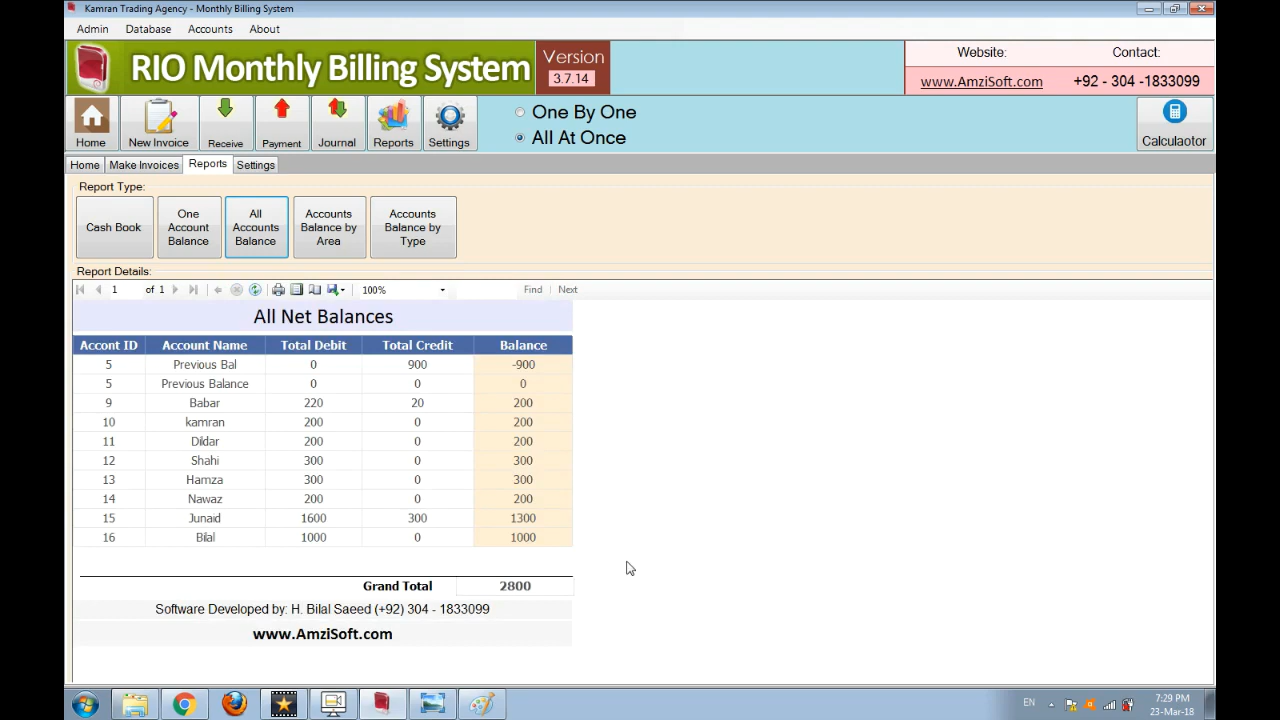 Kamran Trading Agency - Monthly Billing System
Admin Database Accounts About
RIO Monthly Billing System
Version
3.7.14
Website:
Contact:
www.AmziSoft.com
+92 - 304 -1833099
Home
New Invoice
Receive
Payment
Journal
Reports
Settings
One By One
All At Once
Calculaotor
Home Make Invoices Reports Settings
Report Type:
Cash Book
One
Account
Balance
All
Accounts
Balance
Accounts
Balance by
Area
Accounts
Balance by
Type
Report Details:
1 of 1 100% Find Next
All Net Balances
Accont ID Account Name Total Debit Total Credit Balance
5 Previous Bal 0 900 -900
5 Previous Balance 0 0 0
9 Babar 220 20 200
10 kamran 200 0 200
11 Dildar 200 0 200
12 Shahi 300 0 300
13 Hamza 300 0 300
14 Nawaz 200 0 200
15 Junaid 1600 300 1300
16 Bilal 1000 0 1000
Grand Total 2800
Software Developed by: H. Bilal Saeed (+92) 304 - 1833099
www.AmziSoft.com
EN
7:29 PM
23-Mar-18